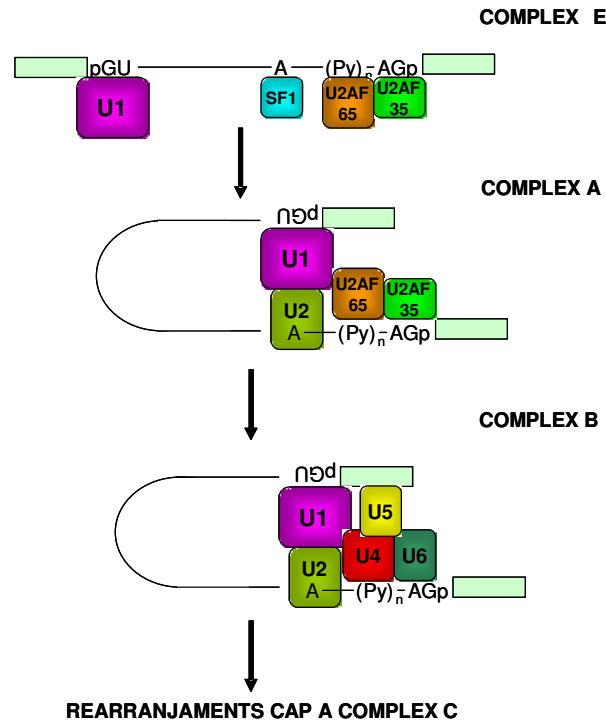 COMPLEX E
pGU A (Py)n-AGp
U1 SF1 U2AF 65 U2AF 35
COMPLEX A
pGU
U1
U2AF 65 U2AF 35
U2
A (Py)n-AGp
COMPLEX B
pGU
U1 U5
U4 U6
U2
A (Py)n-AGp
REARRANJAMENTS CAP A COMPLEX C